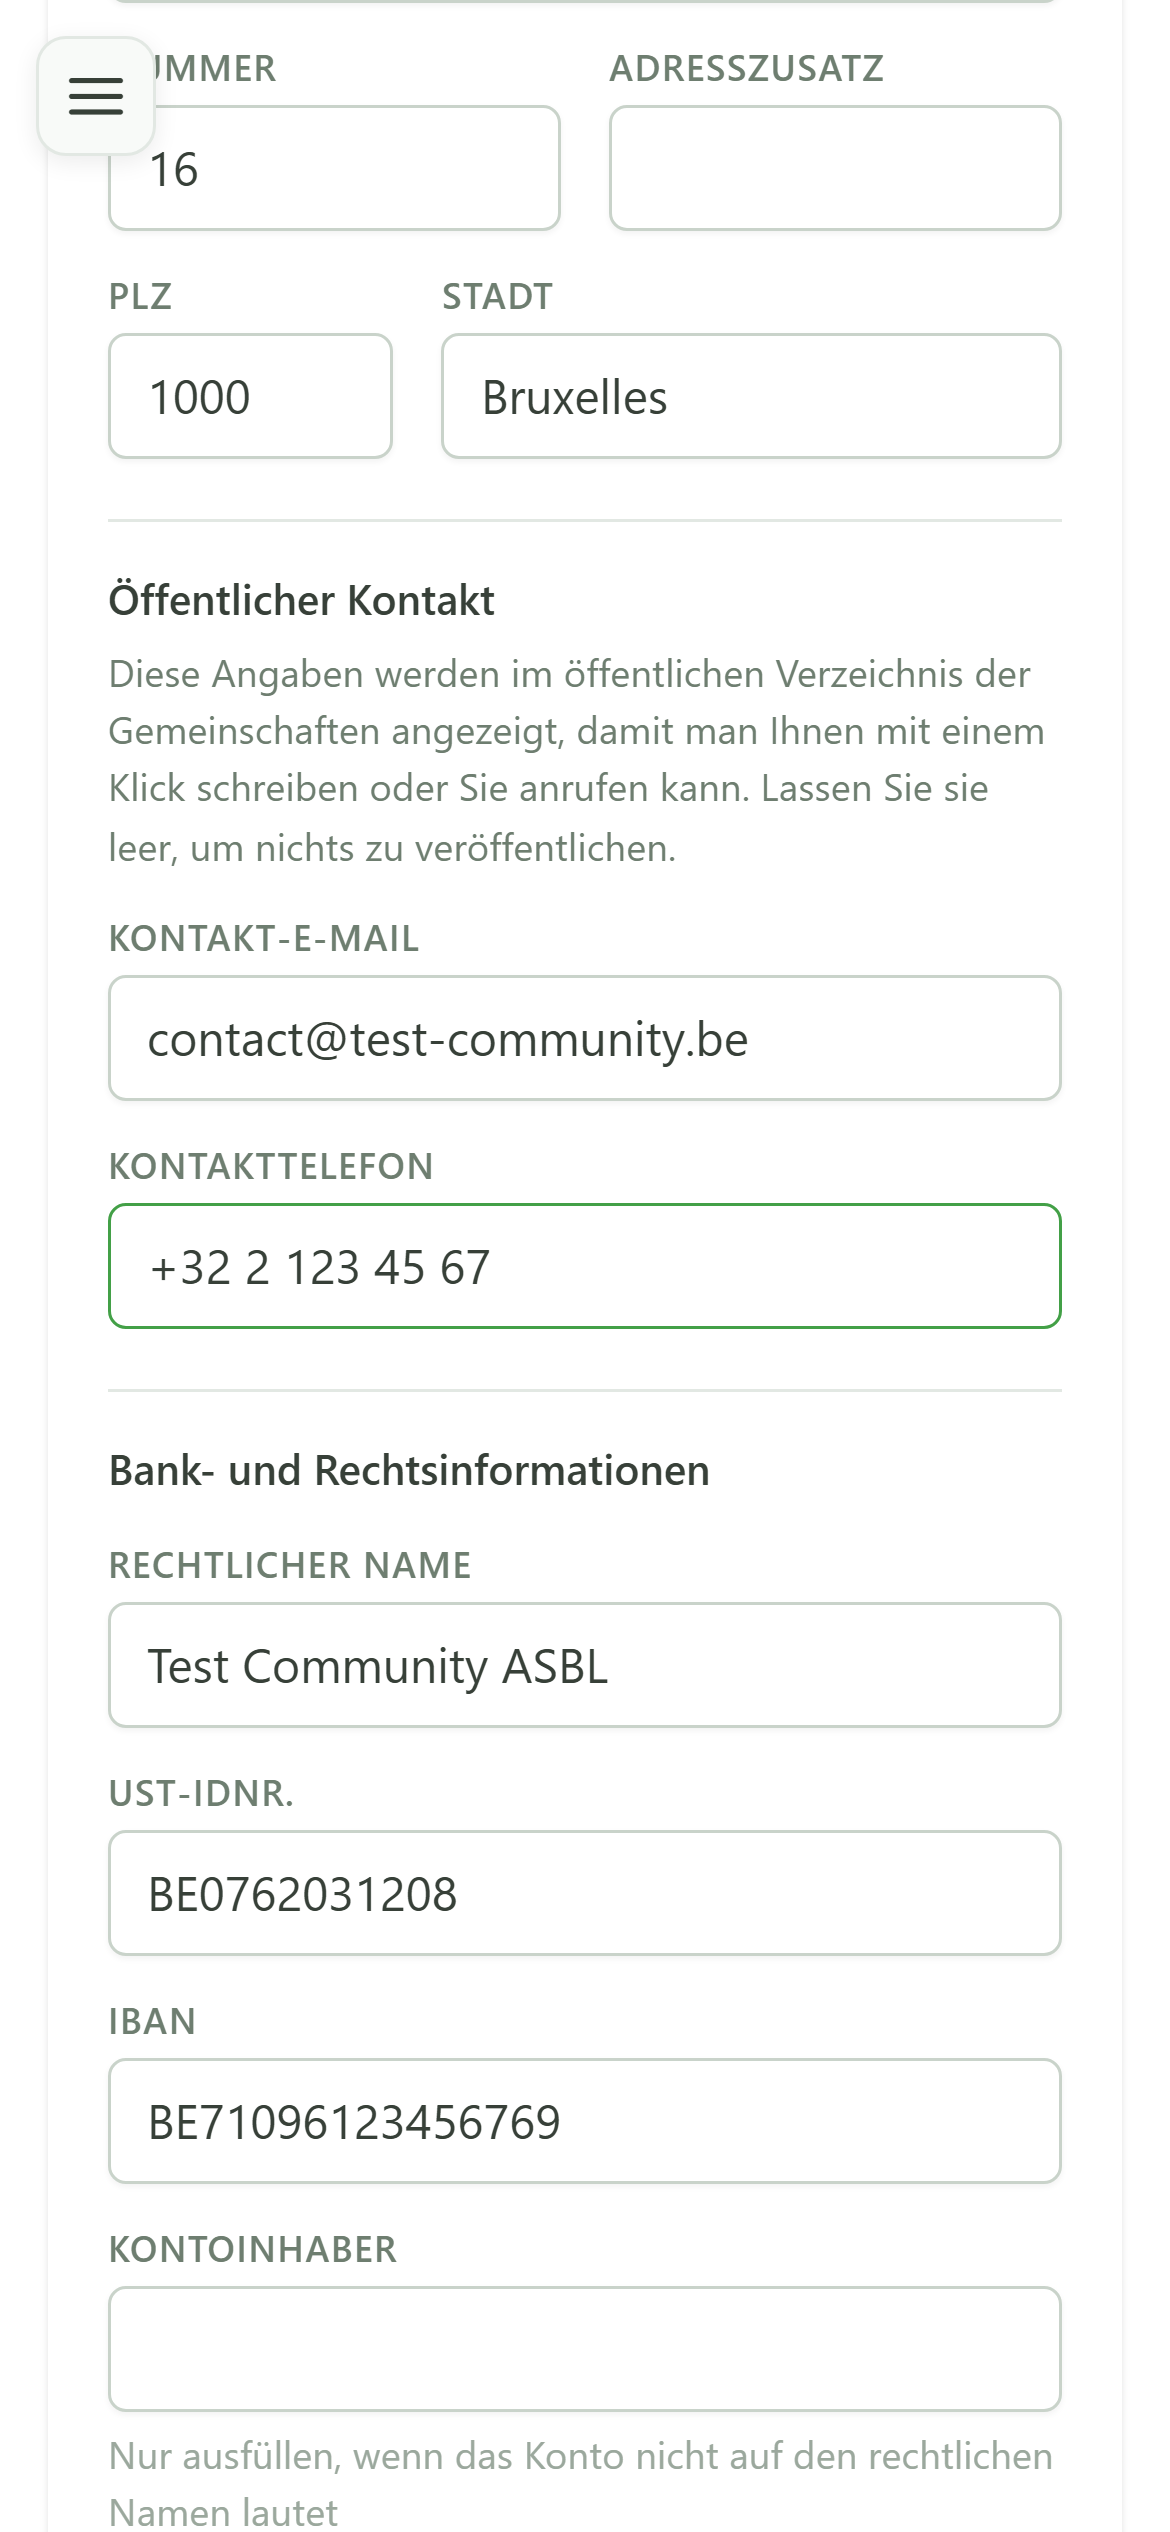 UMMER
ADRESSZUSATZ
16
PLZ
STADT
1000
Bruxelles
Öffentlicher Kontakt
Diese Angaben werden im öffentlichen Verzeichnis der
Gemeinschaften angezeigt, damit man Ihnen mit einem
Klick schreiben oder Sie anrufen kann. Lassen Sie sie
leer, um nichts zu veröffentlichen.
KONTAKT-E-MAIL
contact@test-community.be
KONTAKTTELEFON
+32 2 123 45 67
Bank- und Rechtsinformationen
RECHTLICHER NAME
Test Community ASBL
UST-IDNR.
BE0762031208
IBAN
BE71096123456769
KONTOINHABER
Nur ausfüllen, wenn das Konto nicht auf den rechtlichen
Namen lautet